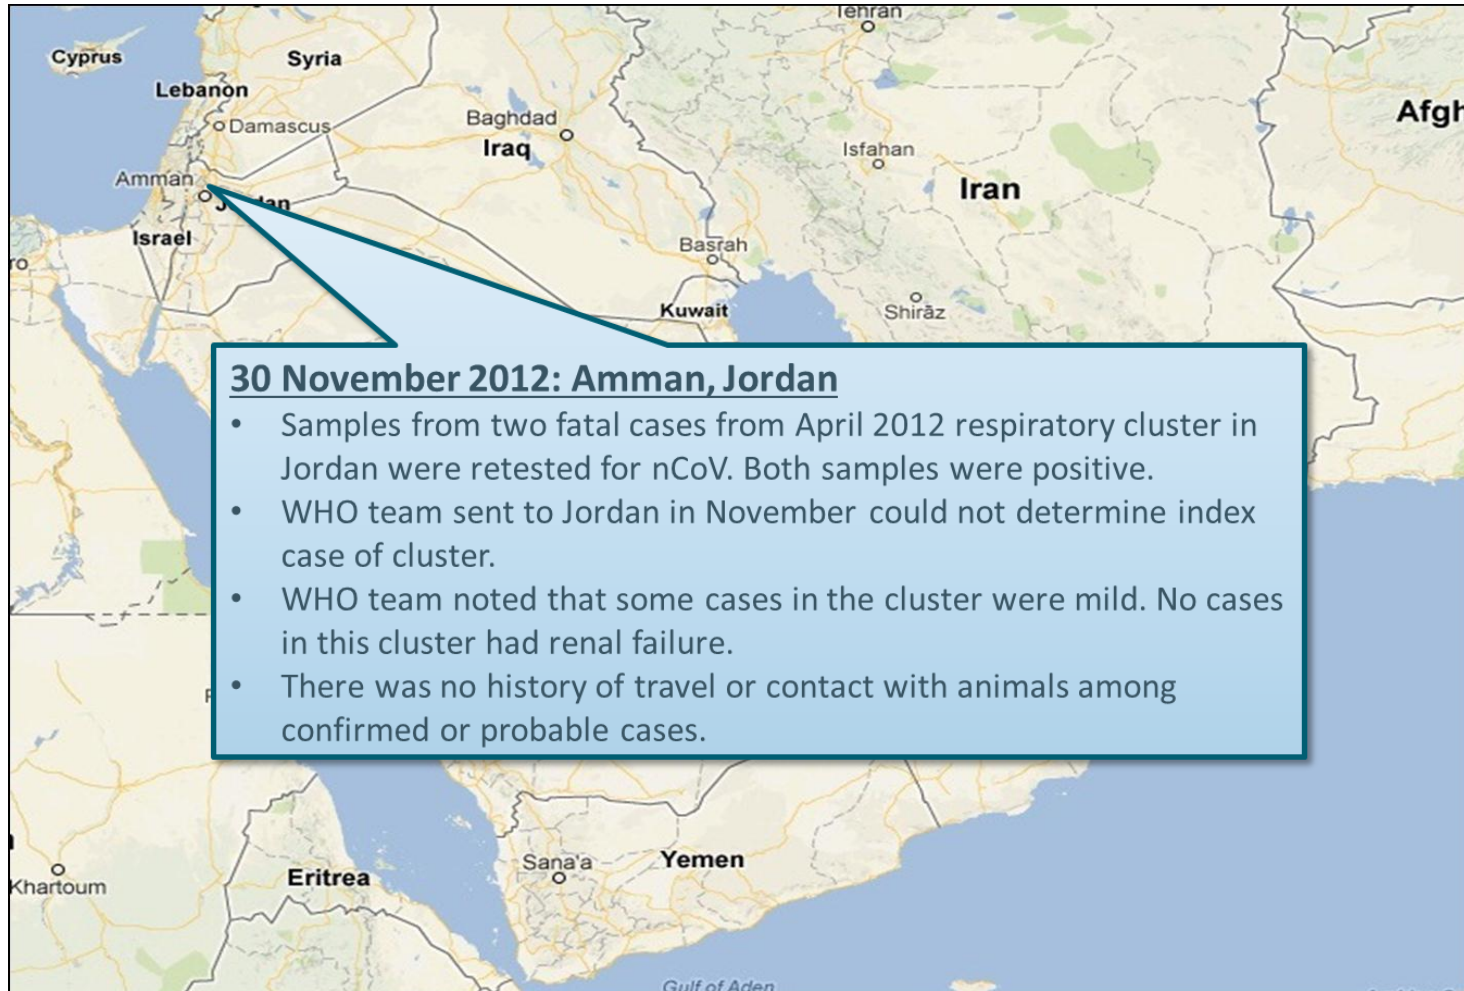 Tehran
Cyprus
Syria
Lebanon
Damascus
Baghdad
Iraq
Afgh
Isfahan
Iran
Amman
Jordan
Israel
ro
Basrah
Kuwait
Shirāz
30 November 2012: Amman, Jordan
• Samples from two fatal cases from April 2012 respiratory cluster in
Jordan were retested for nCoV. Both samples were positive.
• WHO team sent to Jordan in November could not determine index
case of cluster.
• WHO team noted that some cases in the cluster were mild. No cases
in this cluster had renal failure.
• There was no history of travel or contact with animals among
confirmed or probable cases.
Sana'a
Yemen
Khartoum
Eritrea
Gulf of Aden